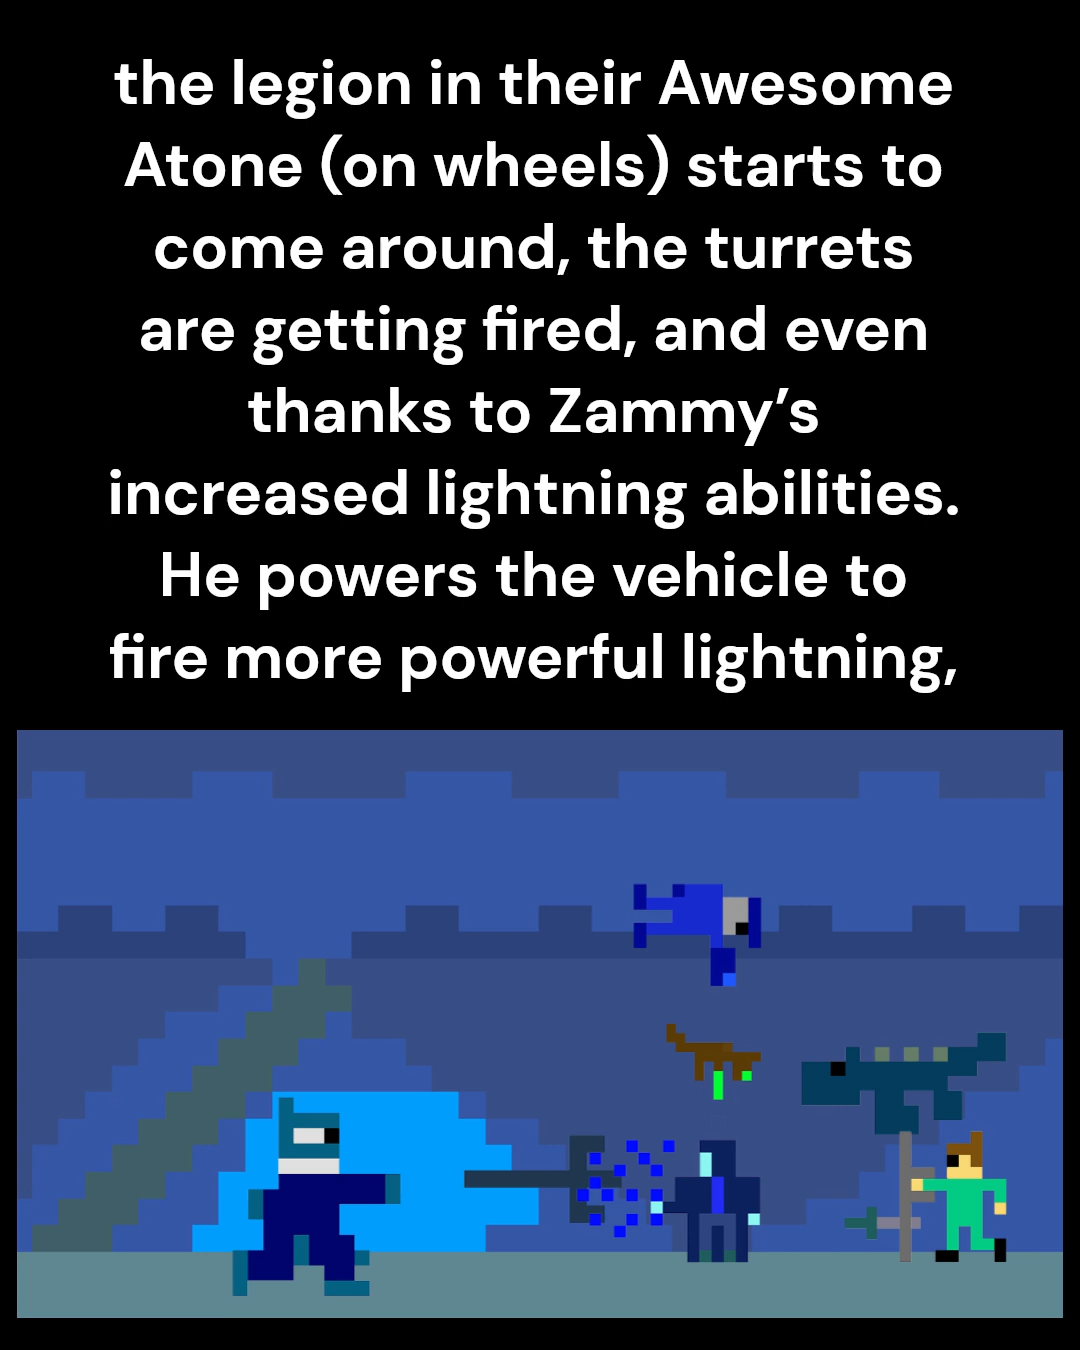 the legion in their Awesome
Atone (on wheels) starts to
come around, the turrets
are getting fired, and even
thanks to Zammy’s
increased lightning abilities.
He powers the vehicle to
fire more powerful lightning,